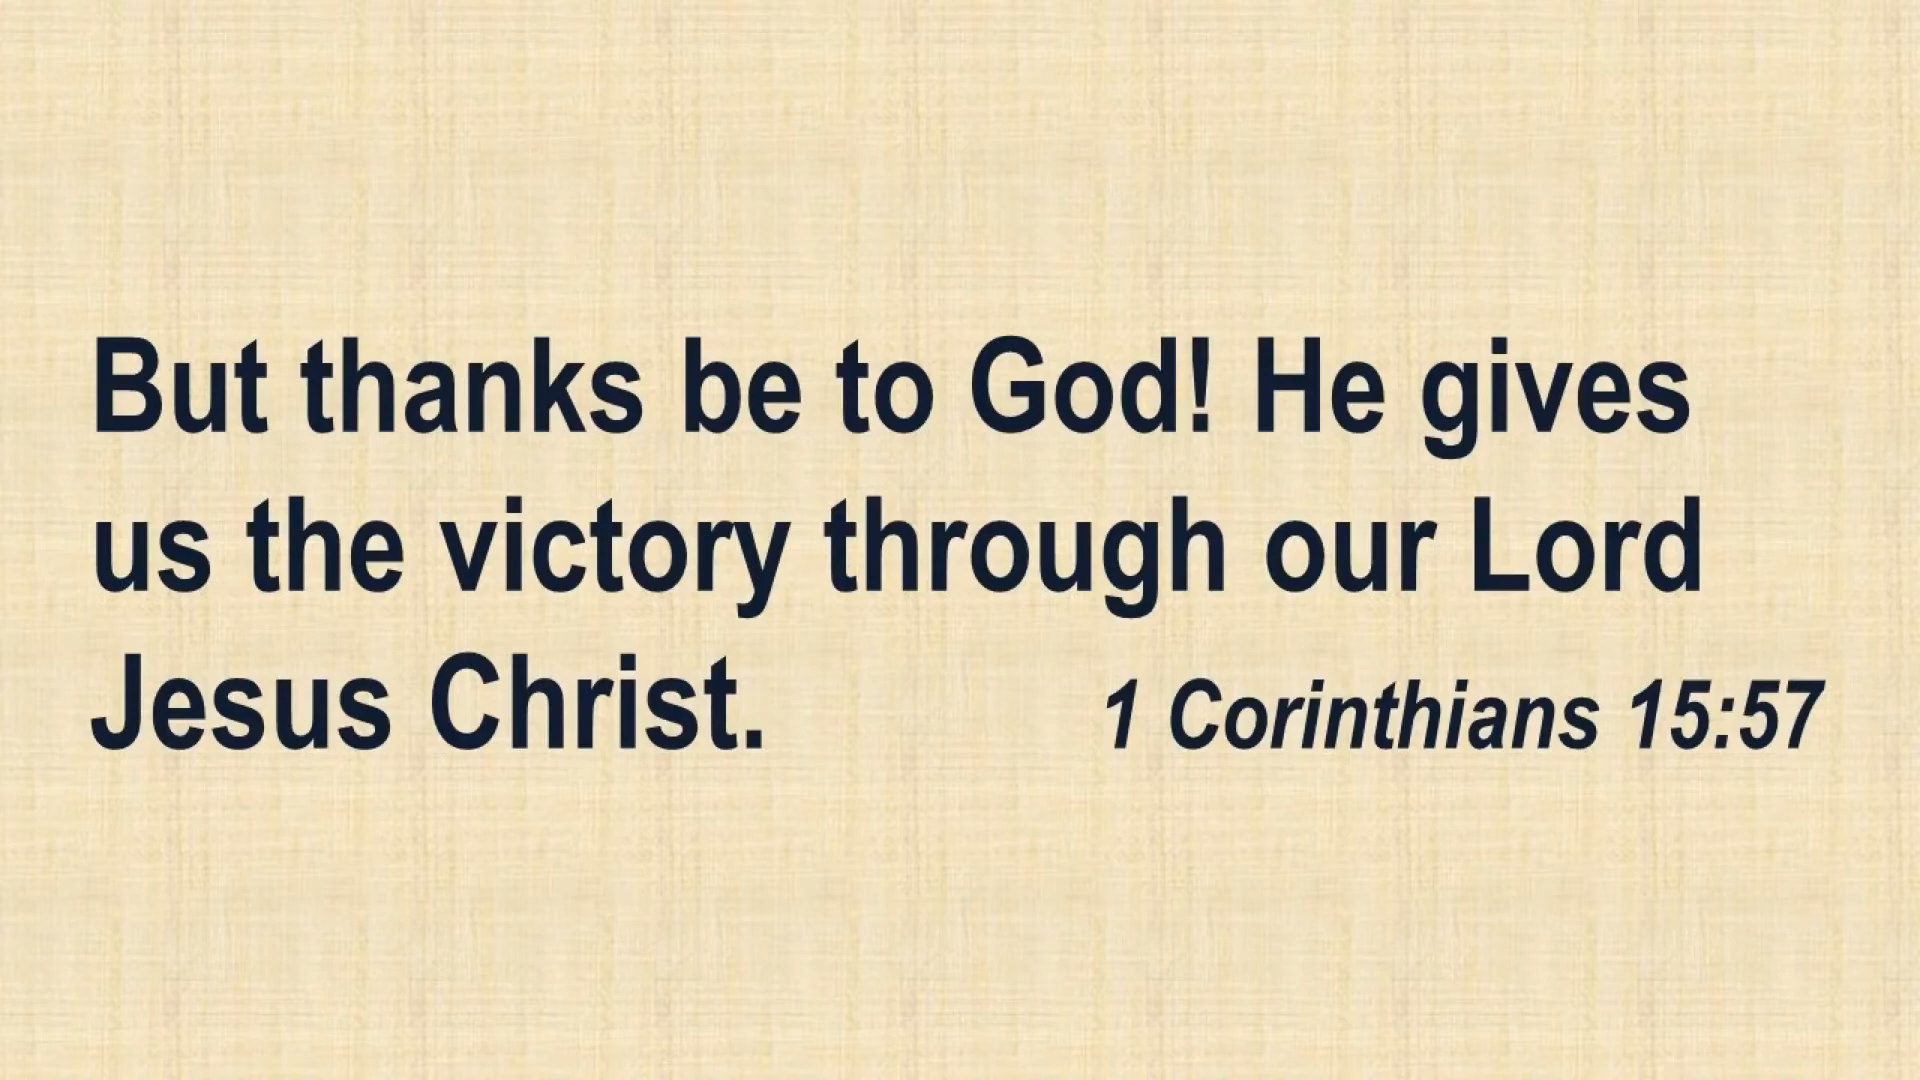 But thanks be to God! He gives
us the victory through our Lord
Jesus Christ. 1 Corinthians 15:57